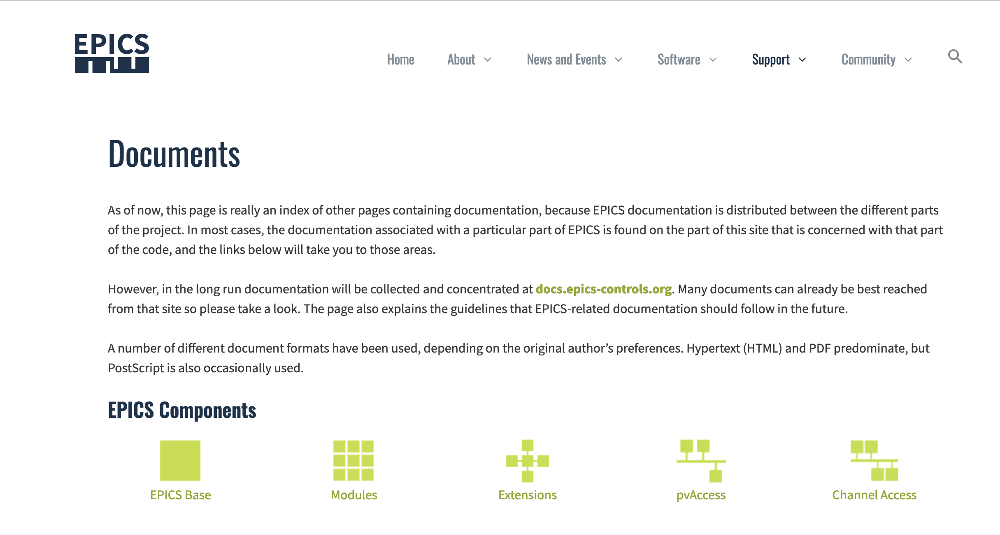 EPICS
Home
About
News and Events
Software
Support
Community
Documents
As of now, this page is really an index of other pages containing documentation, because EPICS documentation is distributed between the different parts
of the project. In most cases, the documentation associated with a particular part of EPICS is found on the part of this site that is concerned with that part
of the code, and the links below will take you to those areas.
However, in the long run documentation will be collected and concentrated at docs.epics-controls.org. Many documents can already be best reached
from that site so please take a look. The page also explains the guidelines that EPICS-related documentation should follow in the future.
A number of different document formats have been used, depending on the original author’s preferences. Hypertext (HTML) and PDF predominate, but
PostScript is also occasionally used.
EPICS Components
EPICS Base
Modules
Extensions
pvAccess
Channel Access